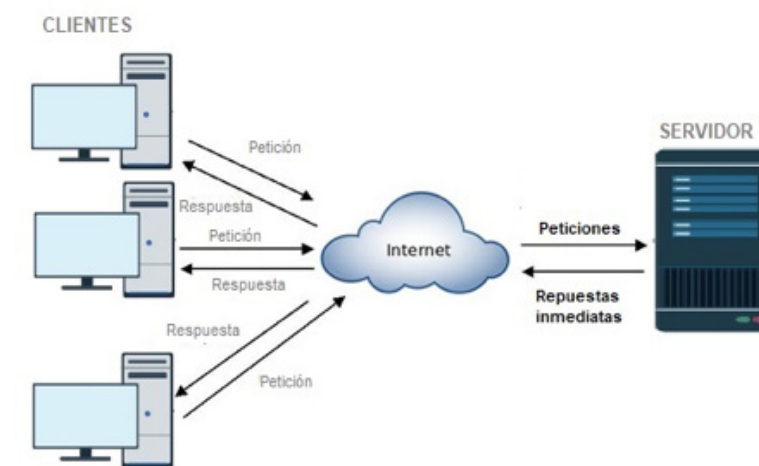 CLIENTES
SERVIDOR
Petición
Respuesta
Petición
Respuesta
Respuesta
Petición
Internet
Peticiones
Repuestas
inmediatas